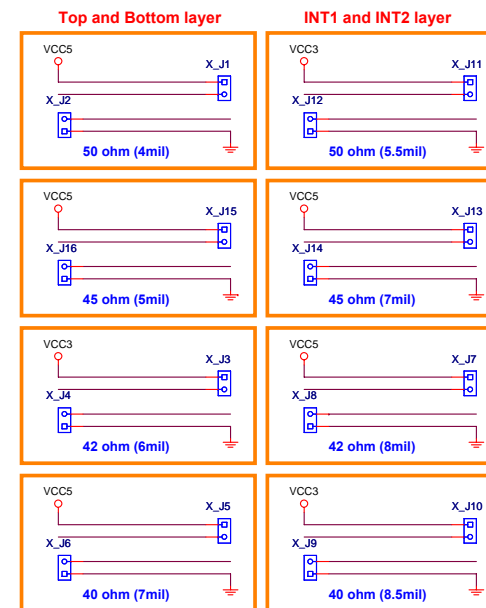 Top and Bottom layer
INT1 and INT2 layer
VCC5
X_J1
X_J2
50 ohm (4mil)
VCC3
X_J11
X_J12
50 ohm (5.5mil)
VCC5
X_J15
X_J16
45 ohm (5mil)
VCC5
X_J13
X_J14
45 ohm (7mil)
VCC3
X_J3
X_J4
42 ohm (6mil)
VCC5
X_J7
X_J8
42 ohm (8mil)
VCC5
X_J5
X_J6
40 ohm (7mil)
VCC3
X_J10
X_J9
40 ohm (8.5mil)